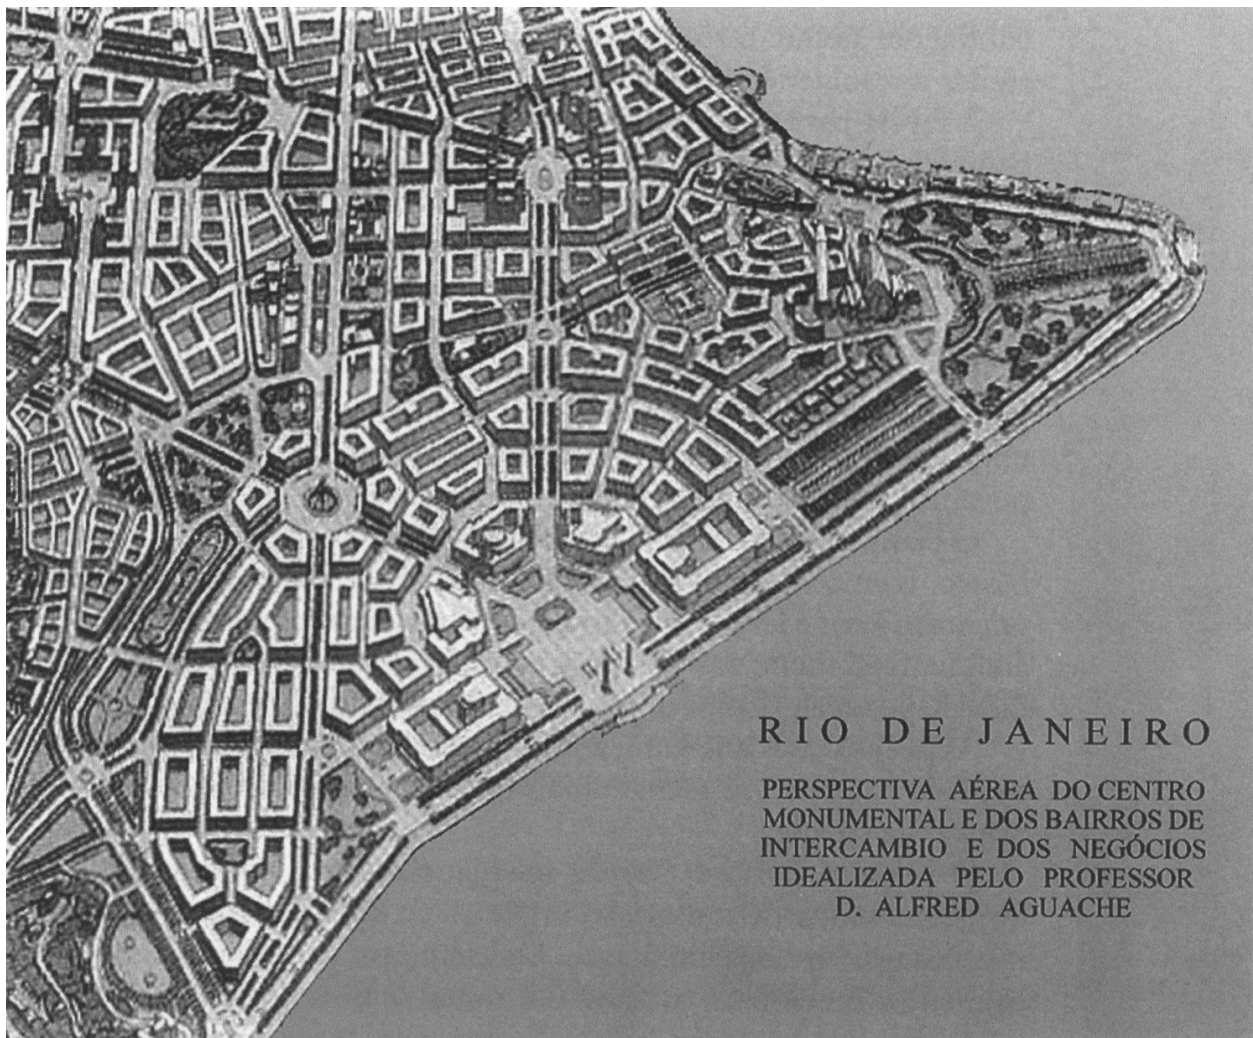 RIO DE JANEIRO
PERSPECTIVA AÉREA DO CENTRO
MONUMENTAL E DOS BAIRROS DE
INTERCAMBIO E DOS NEGÓCIOS
IDEALIZADA PELO PROFESSOR
D. ALFRED AGUACHE